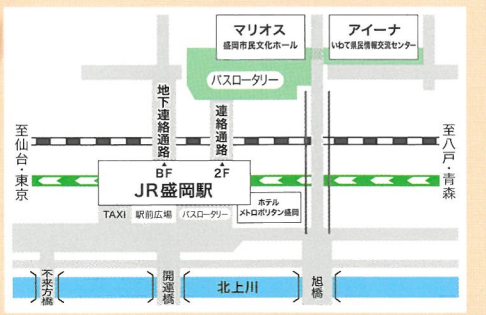 マリオス
盛岡市民文化ホール
アイーナ
いわて県民情報交流センター
バスロータリー
地下連絡通路
連絡通路
至仙台・東京
至八戸・青森
BF
2F
JR盛岡駅
ホテル
メトロポリタン盛岡
TAXi
駅前広場
バスロータリー
不来方橋
開運橋
北上川
旭橋